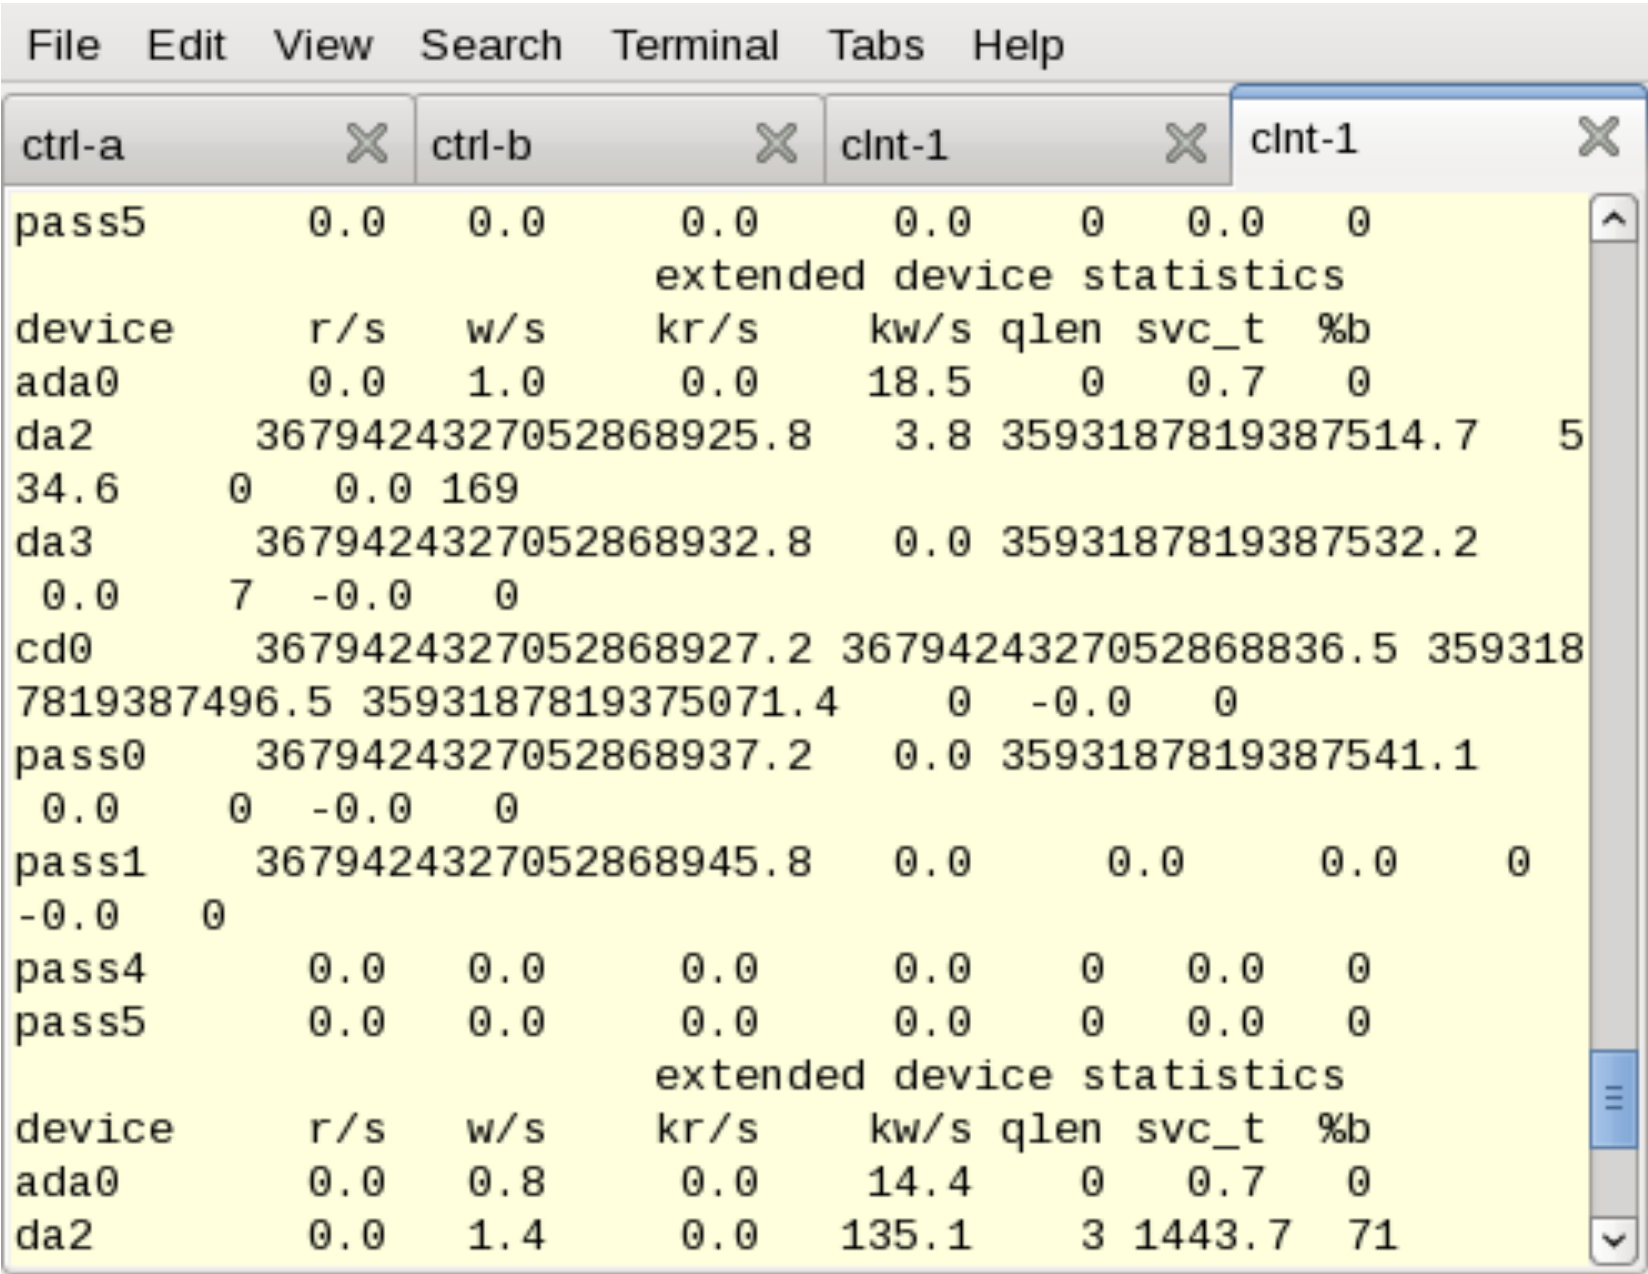 File Edit View Search Terminal Tabs Help
ctrl-a ctrl-b clnt-1 clnt-1
pass5 0.0 0.0 0.0 0.0 0 0.0 0
extended device statistics
device r/s w/s kr/s kw/s qlen svc_t %b
ada0 0.0 1.0 0.0 18.5 0 0.7 0
da2 3679424327052868925.8 3.8 3593187819387514.7 5
34.6 0 0.0 169
da3 3679424327052868932.8 0.0 3593187819387532.2
0.0 7 -0.0 0
cd0 3679424327052868927.2 3679424327052868836.5 359318
7819387496.5 3593187819375071.4 0 -0.0 0
pass0 3679424327052868937.2 0.0 3593187819387541.1
0.0 0 -0.0 0
pass1 3679424327052868945.8 0.0 0.0 0.0 0
-0.0 0
pass4 0.0 0.0 0.0 0.0 0 0.0 0
pass5 0.0 0.0 0.0 0.0 0 0.0 0
extended device statistics
device r/s w/s kr/s kw/s qlen svc_t %b
ada0 0.0 0.8 0.0 14.4 0 0.7 0
da2 0.0 1.4 0.0 135.1 3 1443.7 71